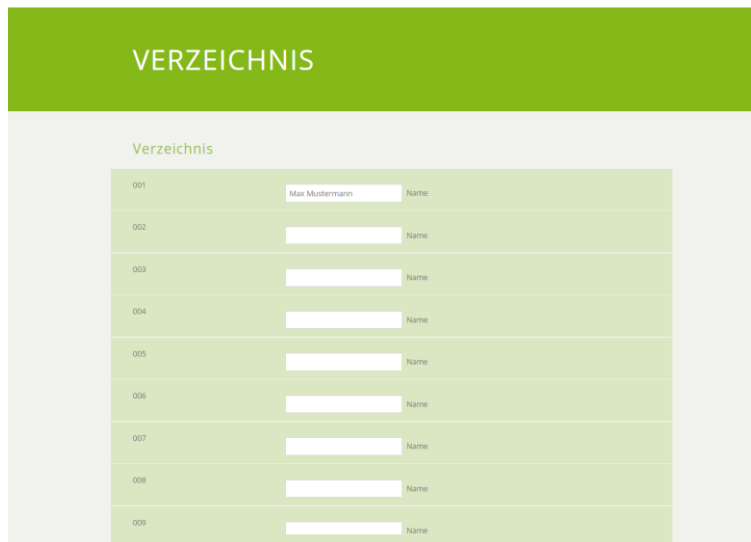 VERZEICHNIS
Verzeichnis
001 Max Mustermann Name
002 Name
003 Name
004 Name
005 Name
006 Name
007 Name
008 Name
009 Name